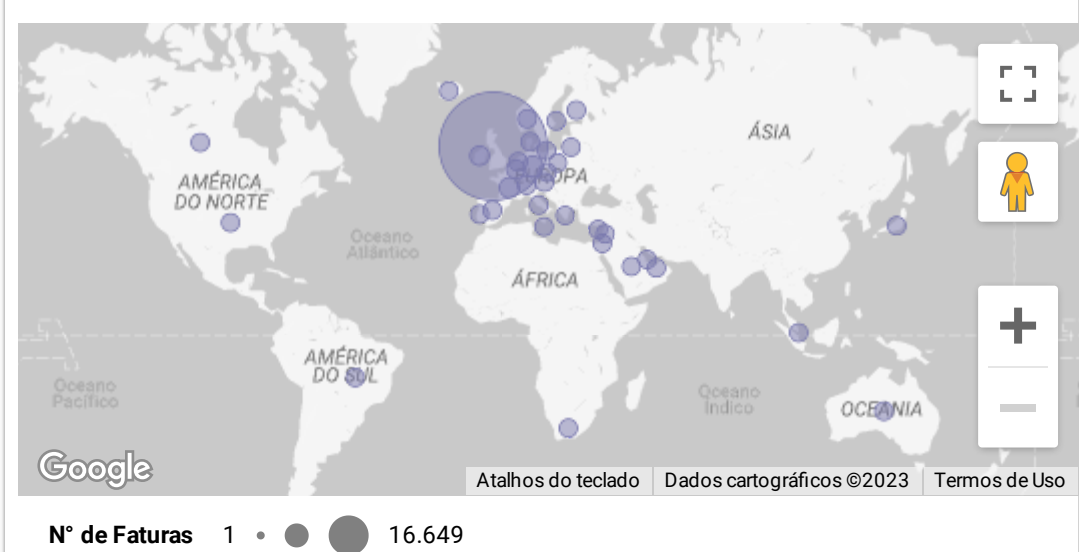 ÁSIA
AMÉRICA
DO NORTE
EUROPA
Oceano
Atlântico
ÁFRICA
AMÉRICA
DO SUL
Oceano
Pacífico
Oceano
Índico
OCEANIA
Google
Atalhos do teclado
Dados cartográficos ©2023
Termos de Uso
N° de Faturas 1 16.649